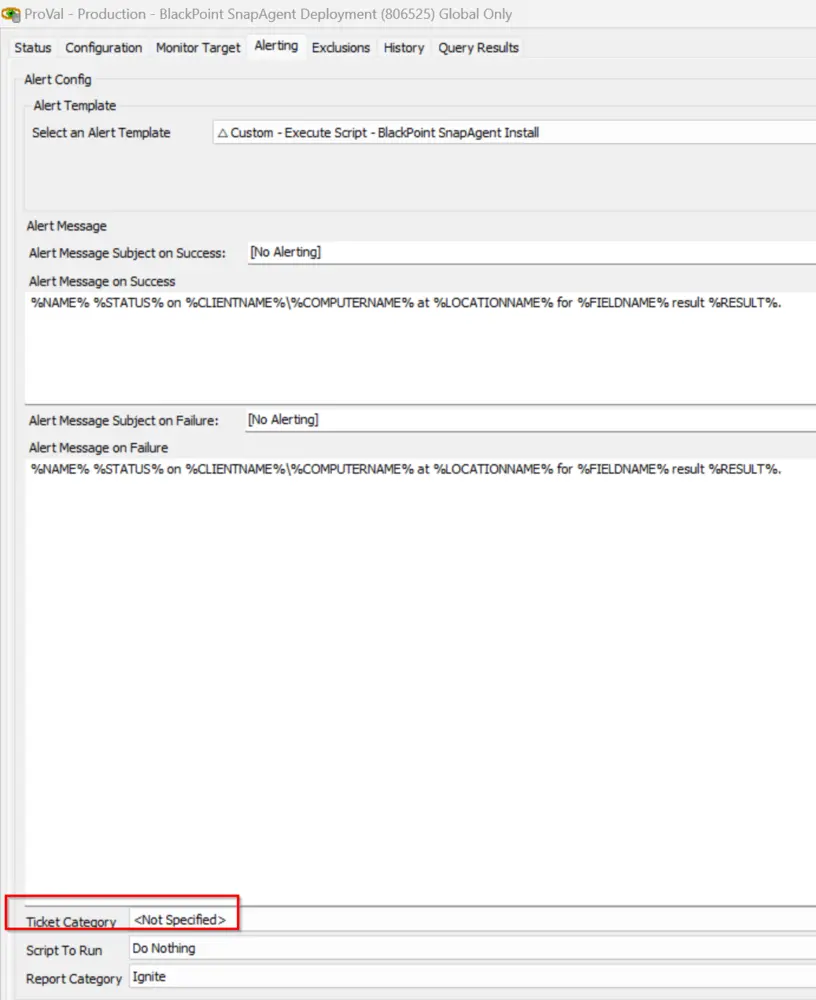 ProVal - Production - BlackPoint SnapAgent Deployment (806525) Global Only
Status Configuration Monitor Target Alerting Exclusions History Query Results
Alert Config
Alert Template
Select an Alert Template △ Custom - Execute Script - BlackPoint SnapAgent Install
Alert Message
Alert Message Subject on Success: [No Alerting]
Alert Message on Success
%NAME% %STATUS% on %CLIENTNAME%\%COMPUTERNAME% at %LOCATIONNAME% for %FIELDNAME% result %RESULT%.
Alert Message Subject on Failure: [No Alerting]
Alert Message on Failure
%NAME% %STATUS% on %CLIENTNAME%\%COMPUTERNAME% at %LOCATIONNAME% for %FIELDNAME% result %RESULT%.
Ticket Category <Not Specified>
Script To Run Do Nothing
Report Category Ignite